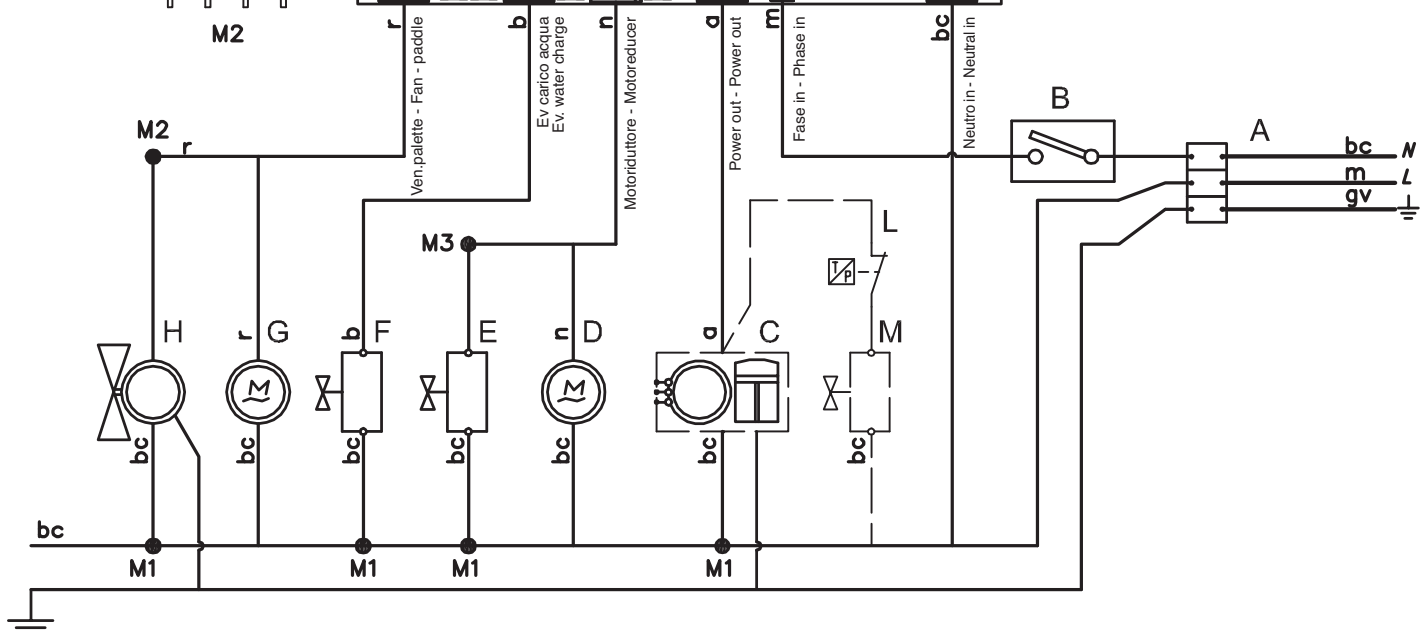 M2
r
b
n
a
m
bc
Ven.palette - Fan - paddle
Ev carico acqua
Ev. water charge
Motoriduttore - Motoreducer
Power out - Power out
Fase in - Phase in
Neutro in - Neutral in
B
A
bc N
m L
gv
M2
r
M3
L
T/P
H
r G
b F
E
n D
a C
M
M
M
bc
bc
bc
bc
bc
bc
bc
M1
M1
M1
M1